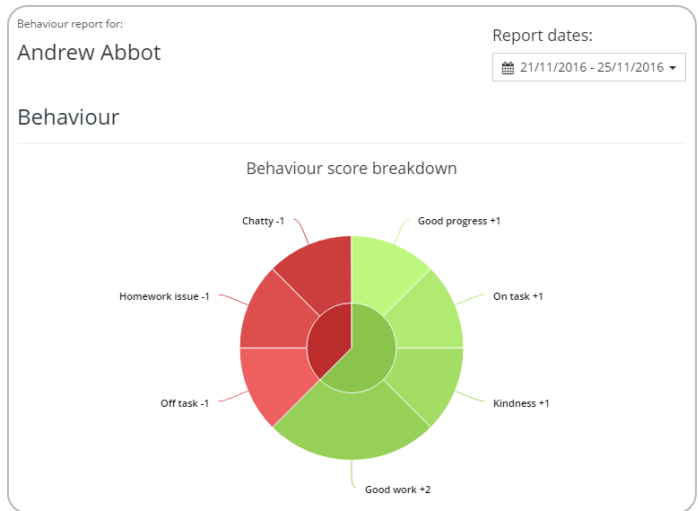 Behaviour report for:
Andrew Abbot
Report dates:
21/11/2016 - 25/11/2016
Behaviour
Behaviour score breakdown
Chatty -1
Good progress +1
Homework issue -1
On task +1
Off task -1
Kindness +1
Good work +2